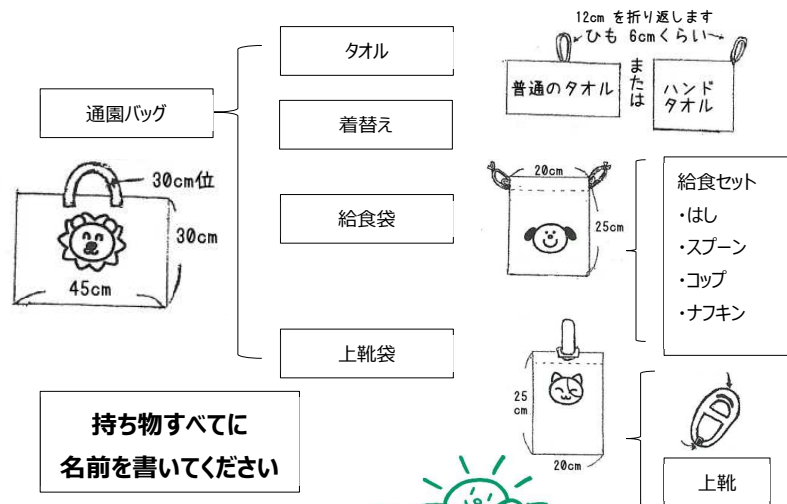 12cm を折り返します
ひも 6cmくらい
タオル
普通のタオル
または
ハンド
タオル
通園バッグ
着替え
30cm位
30cm
45cm
給食袋
20cm
25cm
給食セット
・はし
・スプーン
・コップ
・ナフキン
上靴袋
25
cm
20cm
持ち物すべてに
名前を書いてください
上靴